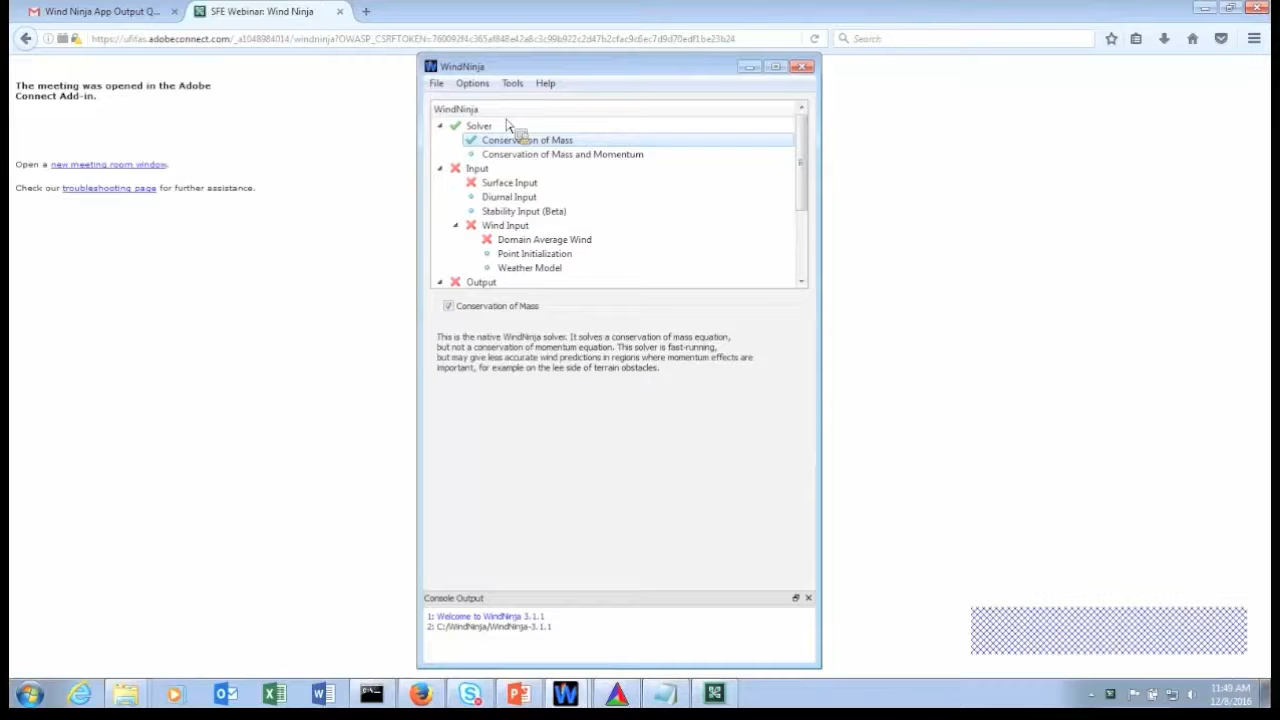 Wind Ninja App Output Q...
SFE Webinar: Wind Ninja
Search
The meeting was opened in the Adobe
Connect Add-in.
Open a new meeting room window.
Check our troubleshooting page for further assistance.
WindNinja
File Options Tools Help
WindNinja
Solver
Conservation of Mass
Conservation of Mass and Momentum
Input
Surface Input
Diurnal Input
Stability Input (Beta)
Wind Input
Domain Average Wind
Point Initialization
Weather Model
Output
Conservation of Mass
This is the native WindNinja solver. It solves a conservation of mass equation,
but not a conservation of momentum equation. This solver is fast-running,
but may give less accurate wind predictions in regions where momentum effects are
important, for example on the lee side of terrain obstacles.
Console Output
1: Welcome to WindNinja 3.1.1
2: C:/WindNinja/WindNinja-3.1.1
11:49 AM
12/8/2016